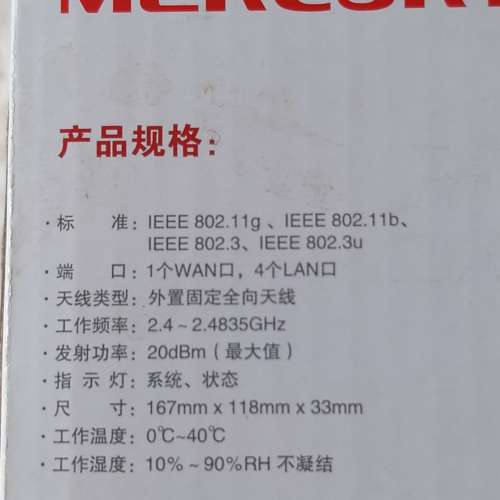 MERCURY
产品规格:
·标 准: IEEE 802.11g 、IEEE 802.11b、
IEEE 802.3、IEEE 802.3u
·端 口: 1个WAN口, 4个LAN口
·天线类型: 外置固定全向天线
·工作频率: 2.4 ~ 2.4835GHz
·发射功率: 20dBm (最大值)
·指 示 灯: 系统、状态
·尺 寸: 167mm x 118mm x 33mm
·工作温度: 0℃~40℃
·工作湿度: 10% ~ 90%RH 不凝结